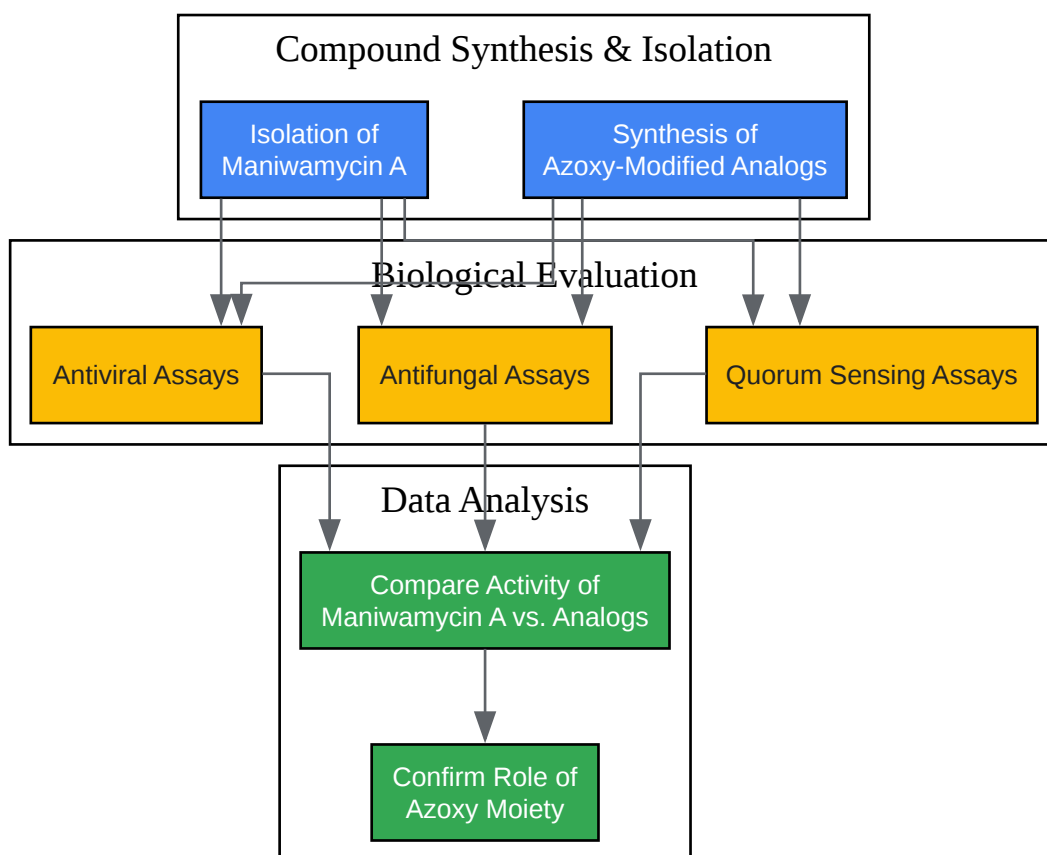 Compound Synthesis & Isolation
Isolation of
Maniwamycin A
Synthesis of
Azoxy-Modified Analogs
Biological Evaluation
Antiviral Assays
Antifungal Assays
Quorum Sensing Assays
Data Analysis
Compare Activity of
Maniwamycin A vs. Analogs
Confirm Role of
Azoxy Moiety